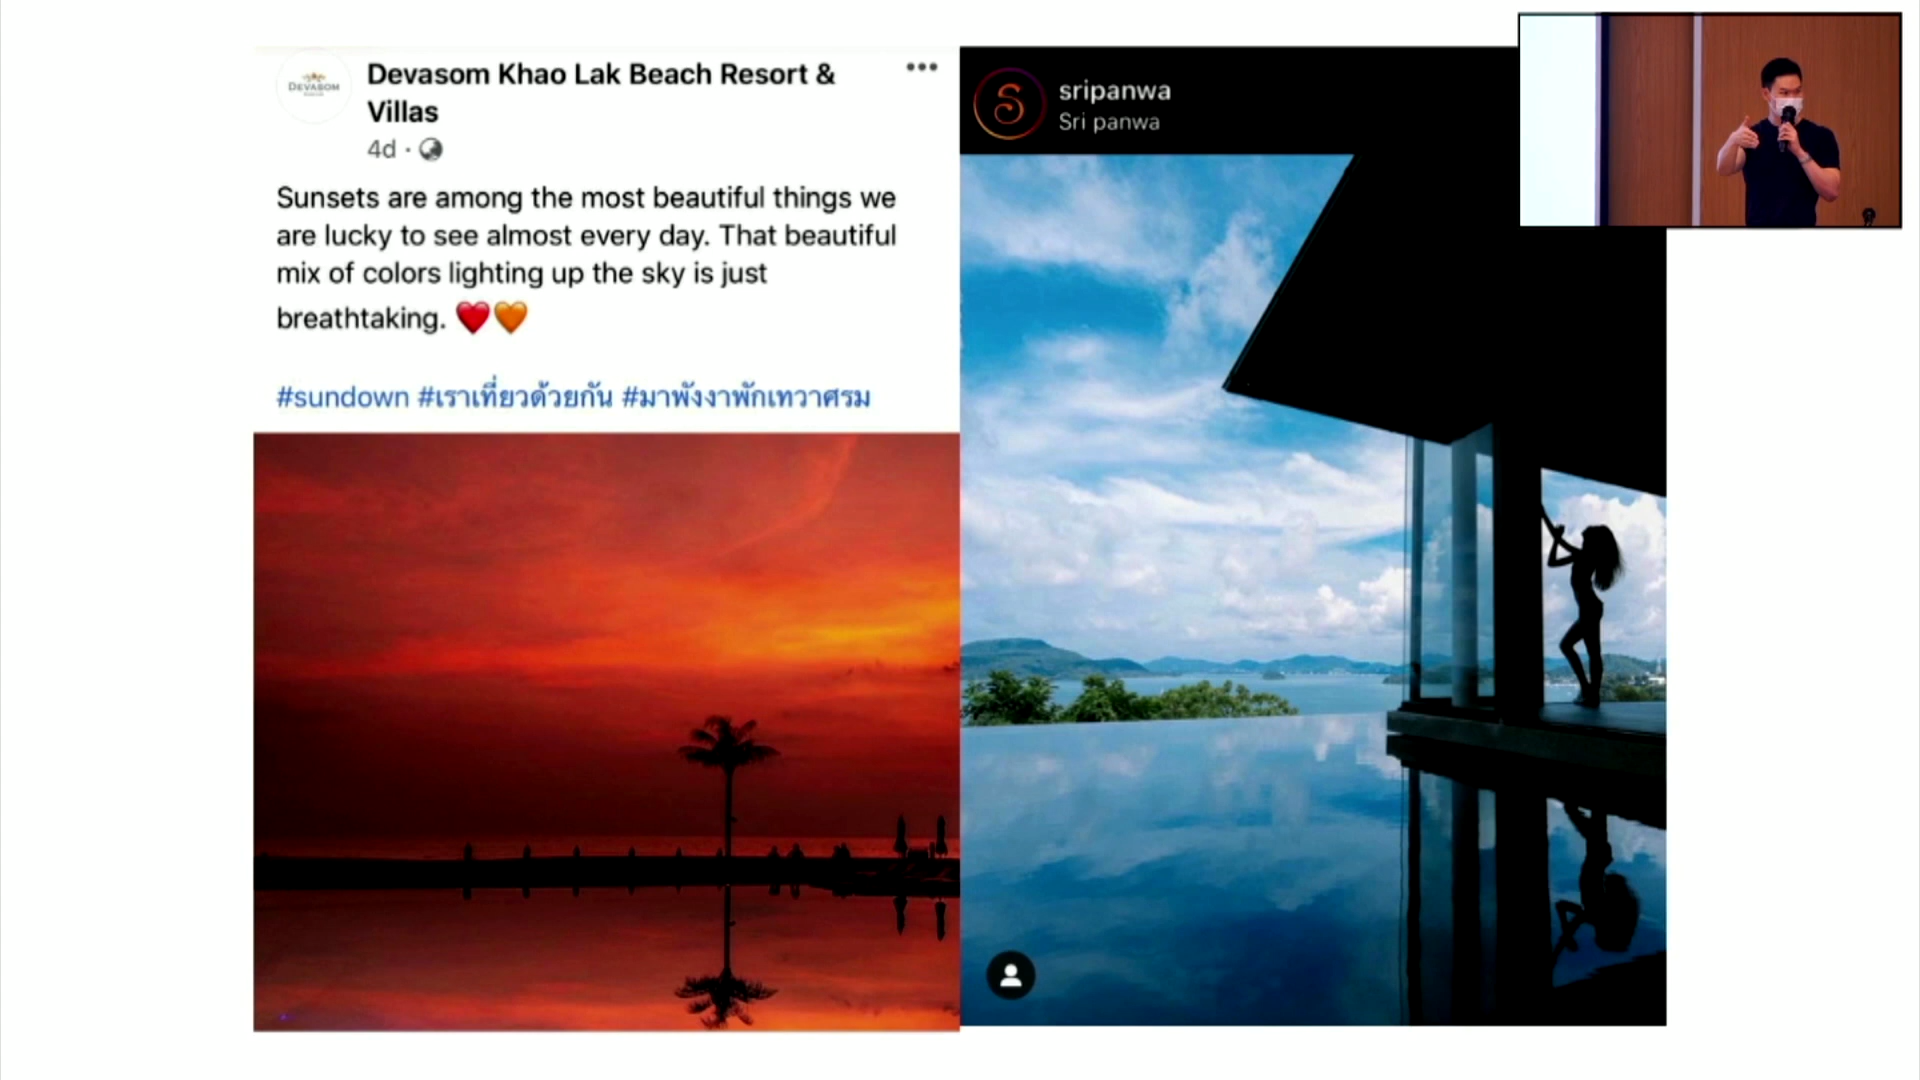 DEVASOM
Devasom Khao Lak Beach Resort &
Villas
4d ·
Sunsets are among the most beautiful things we
are lucky to see almost every day. That beautiful
mix of colors lighting up the sky is just
breathtaking. ❤️🧡
#sundown #เราเที่ยวด้วยกัน #มาพังงาพักเทวาศรม
S
sripanwa
Sri panwa